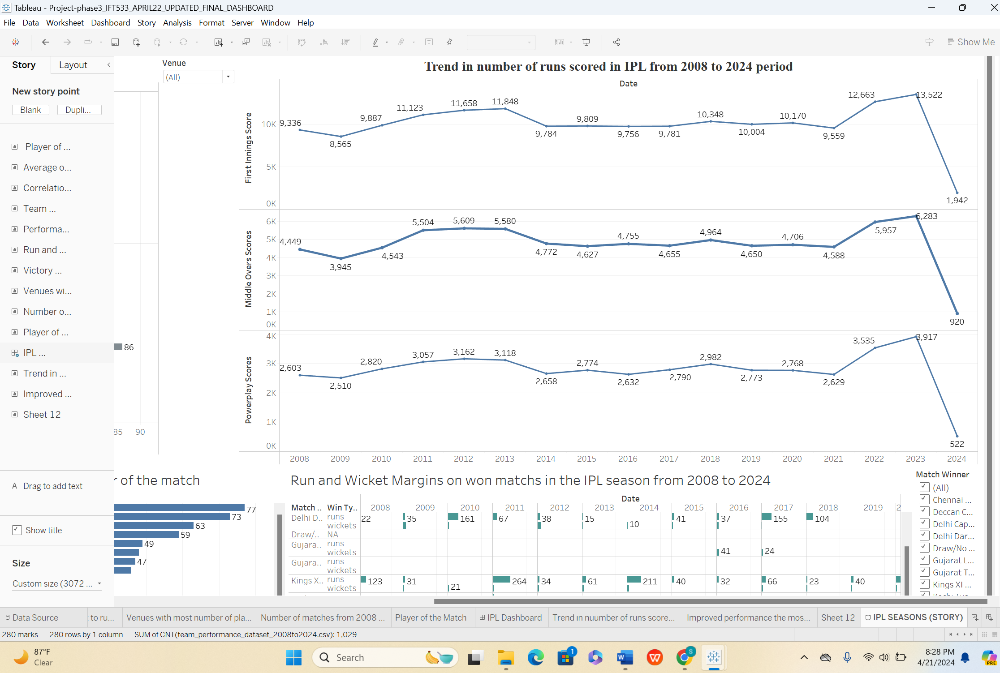 Tableau - Project-phase3_IFT533_APRIL22_UPDATED_FINAL_DASHBOARD
File Data Worksheet Dashboard Story Analysis Format Server Window Help
Show Me
Story Layout
New story point
Blank Dupli...
Player of ...
Average o...
Correlatio...
Team ...
Performa...
Run and ...
Victory ...
Venues wi...
Number o...
Player of ...
IPL ...
Trend in ...
Improved ...
Sheet 12
A Drag to add text
Show title
Size
Custom size (3072 ...
Venue
(All)
86
85 90
Trend in number of runs scored in IPL from 2008 to 2024 period
Date
First Innings Score
10K
5K
0K
9,336 8,565 9,887 11,123 11,658 11,848 9,784 9,809 9,756 9,781 10,348 10,004 10,170 9,559 12,663 13,522 1,942
Middle Overs Scores
6K
5K
4K
3K
2K
1K
0K
4,449 3,945 4,543 5,504 5,609 5,580 4,772 4,627 4,755 4,655 4,964 4,650 4,706 4,588 5,957 6,283 920
Powerplay Scores
4K
3K
2K
1K
0K
2,603 2,510 2,820 3,057 3,162 3,118 2,658 2,774 2,632 2,790 2,982 2,773 2,768 2,629 3,535 3,917 522
2008 2009 2010 2011 2012 2013 2014 2015 2016 2017 2018 2019 2020 2021 2022 2023 2024
r of the match
77
73
63
59
49
47
Run and Wicket Margins on won matchs in the IPL season from 2008 to 2024
Date
Match .. Win Ty.. 2008 2009 2010 2011 2012 2013 2014 2015 2016 2017 2018 2019 2
Delhi D.. runs 22 35 161 67 38 15 41 37 155 104
wickets 10
Draw/.. NA
Gujara.. runs
wickets 41 24
Gujara.. runs
wickets
Kings X.. runs 123 31 264 34 61 211 40 32 66 23 40
wickets 21
Match Winner
(All)
Chennai ...
Deccan C...
Delhi Cap...
Delhi Dar...
Draw/No ...
Gujarat L...
Gujarat T...
Kings XI ...
Data Source : to ru... Venues with most number of pla... Number of matches from 2008 ... Player of the Match IPL Dashboard Trend in nuumber of runs score... Improved performance the mos... Sheet 12 IPL SEASONS (STORY)
280 marks 280 rows by 1 column SUM of CNT(team_performance_dataset_2008to2024.csv): 1,029
87°F
Clear
Search
1
S
8:28 PM
4/21/2024
PRE